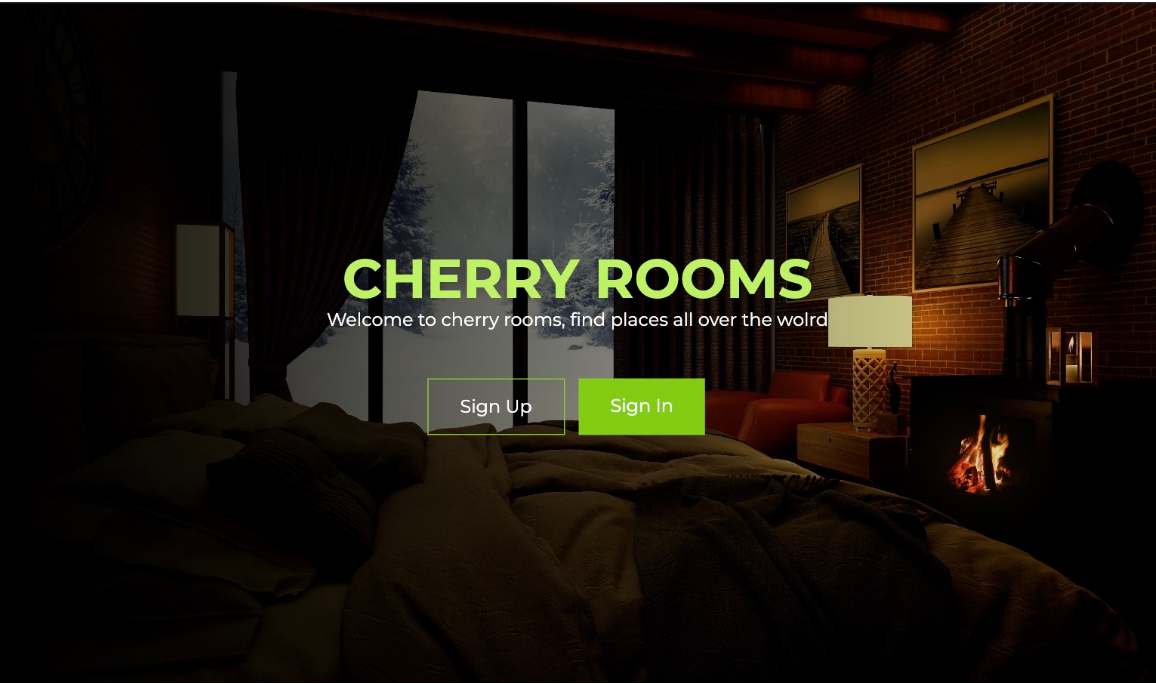 CHERRY ROOMS
Welcome to cherry rooms, find places all over the wolrd
Sign Up
Sign In